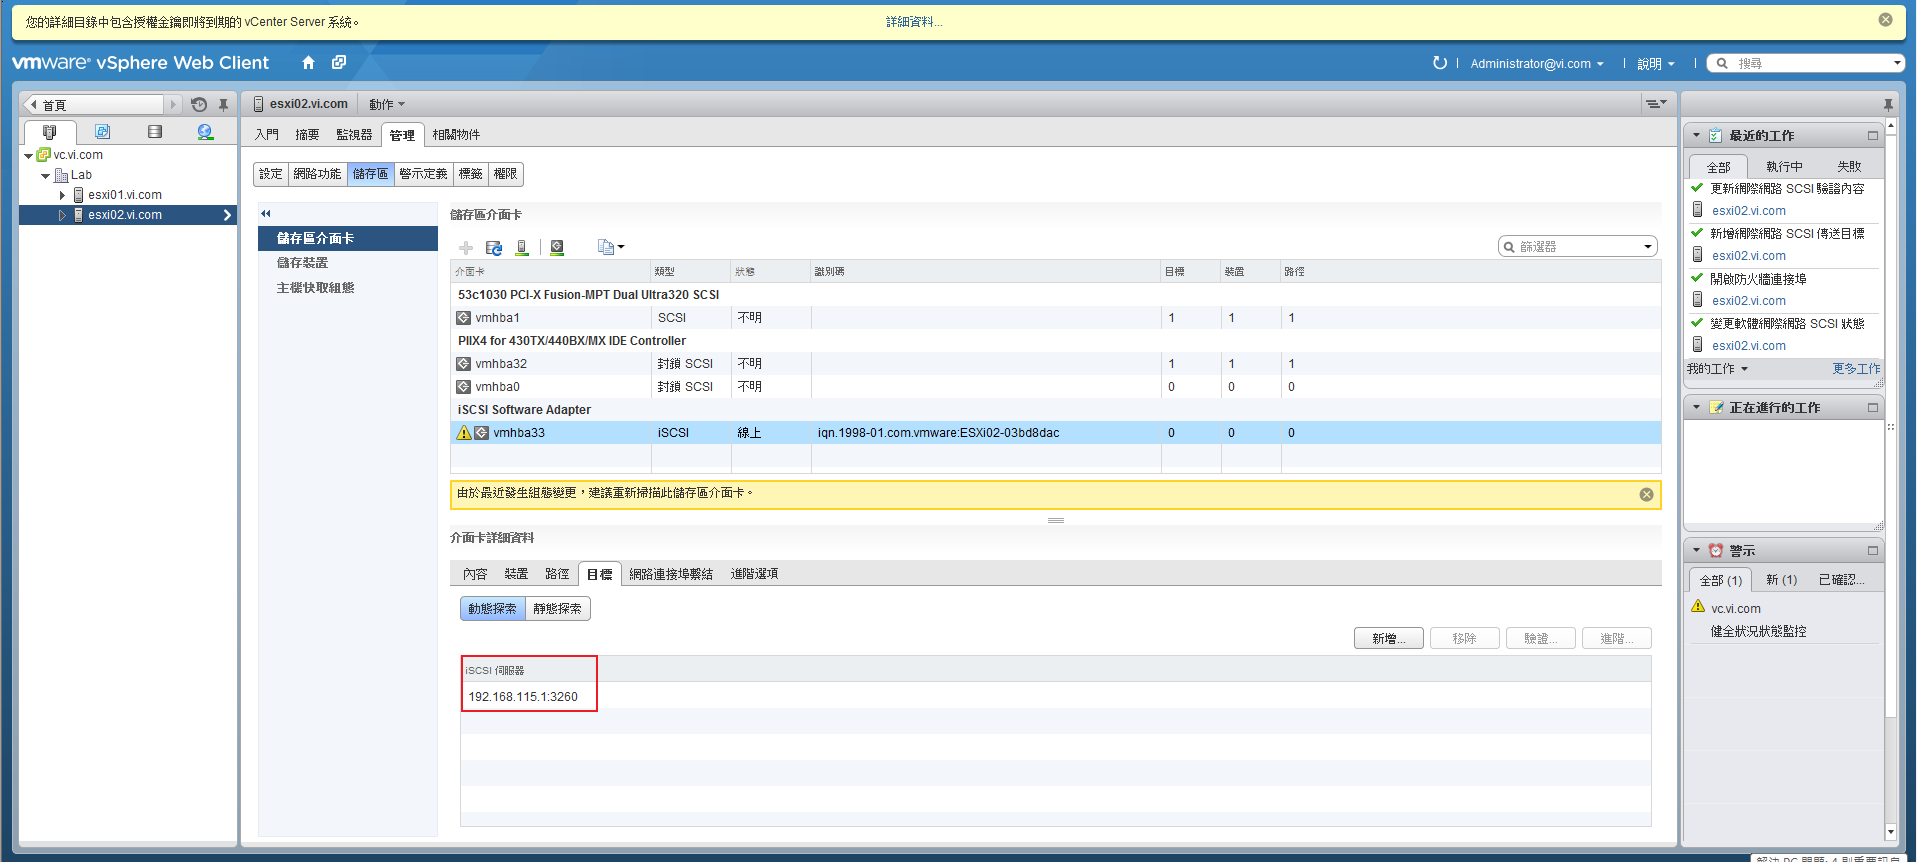 您的詳細目錄中包含授權金鑰即將到期的 vCenter Server 系統。
詳細資料...
vmware® vSphere Web Client
Administrator@vi.com
說明
搜尋
首頁
vc.vi.com
Lab
esxi01.vi.com
esxi02.vi.com
esxi02.vi.com
動作
入門 摘要 監視器 管理 相關物件
設定 網路功能 儲存區 警示定義 標籤 權限
儲存區介面卡
儲存裝置
主機快取組態
儲存區介面卡
篩選器
介面卡 類型 狀態 識別碼 目標 裝置 路徑
53c1030 PCI-X Fusion-MPT Dual Ultra320 SCSI
vmhba1 SCSI 不明 1 1 1
PIIX4 for 430TX/440BX/MX IDE Controller
vmhba32 封鎖 SCSI 不明 1 1 1
vmhba0 封鎖 SCSI 不明 0 0 0
iSCSI Software Adapter
vmhba33 iSCSI 線上 iqn.1998-01.com.vmware:ESXi02-03bd8dac 0 0 0
由於最近發生組態變更，建議重新掃描此儲存區介面卡。
介面卡詳細資料
內容 裝置 路徑 目標 網路連接埠繫結 進階選項
動態探索 靜態探索
新增... 移除 驗證... 進階...
iSCSI 伺服器
192.168.115.1:3260
最近的工作
全部 執行中 失敗
更新網際網路 SCSI 驗證內容
esxi02.vi.com
新增網際網路 SCSI 傳送目標
esxi02.vi.com
開啟防火牆連接埠
esxi02.vi.com
變更軟體網際網路 SCSI 狀態
esxi02.vi.com
我的工作 更多工作
正在進行的工作
警示
全部 (1) 新 (1) 已確認...
vc.vi.com
健全狀況狀態監控